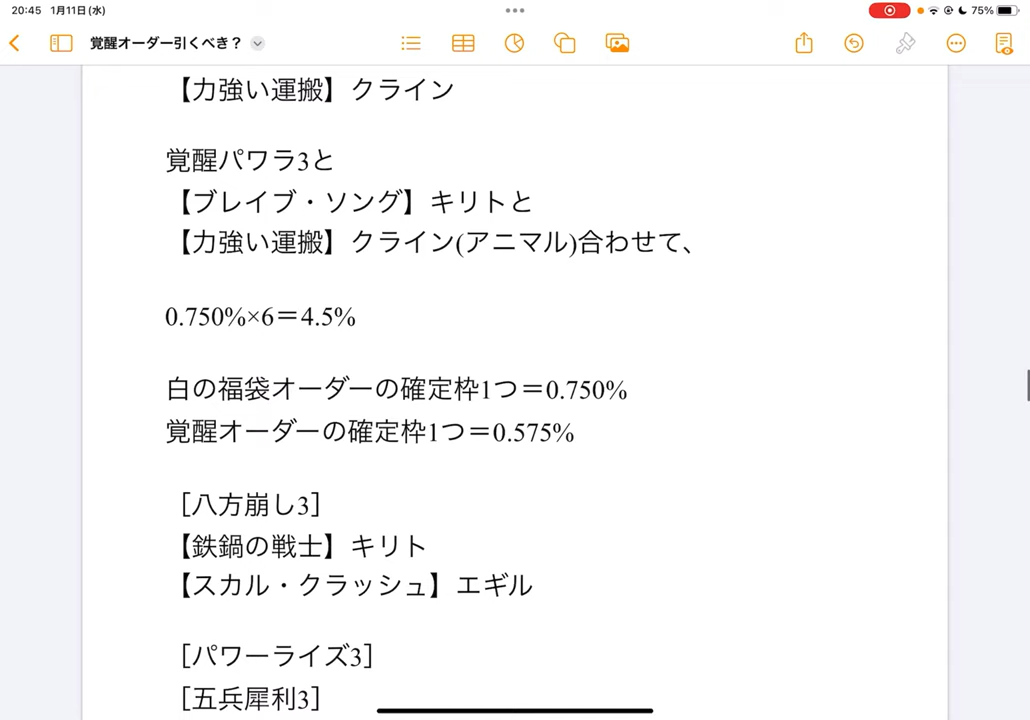 20:45 1月11日(水)
75%
覚醒オーダー引くべき？
【力強い運搬】クライン
覚醒パワラ3と
【ブレイブ・ソング】キリトと
【力強い運搬】クライン(アニマル)合わせて、
0.750%×6＝4.5%
白の福袋オーダーの確定枠1つ＝0.750%
覚醒オーダーの確定枠1つ＝0.575%
［八方崩し3］
【鉄鍋の戦士】キリト
【スカル・クラッシュ】エギル
［パワーライズ3］
［五兵犀利3］